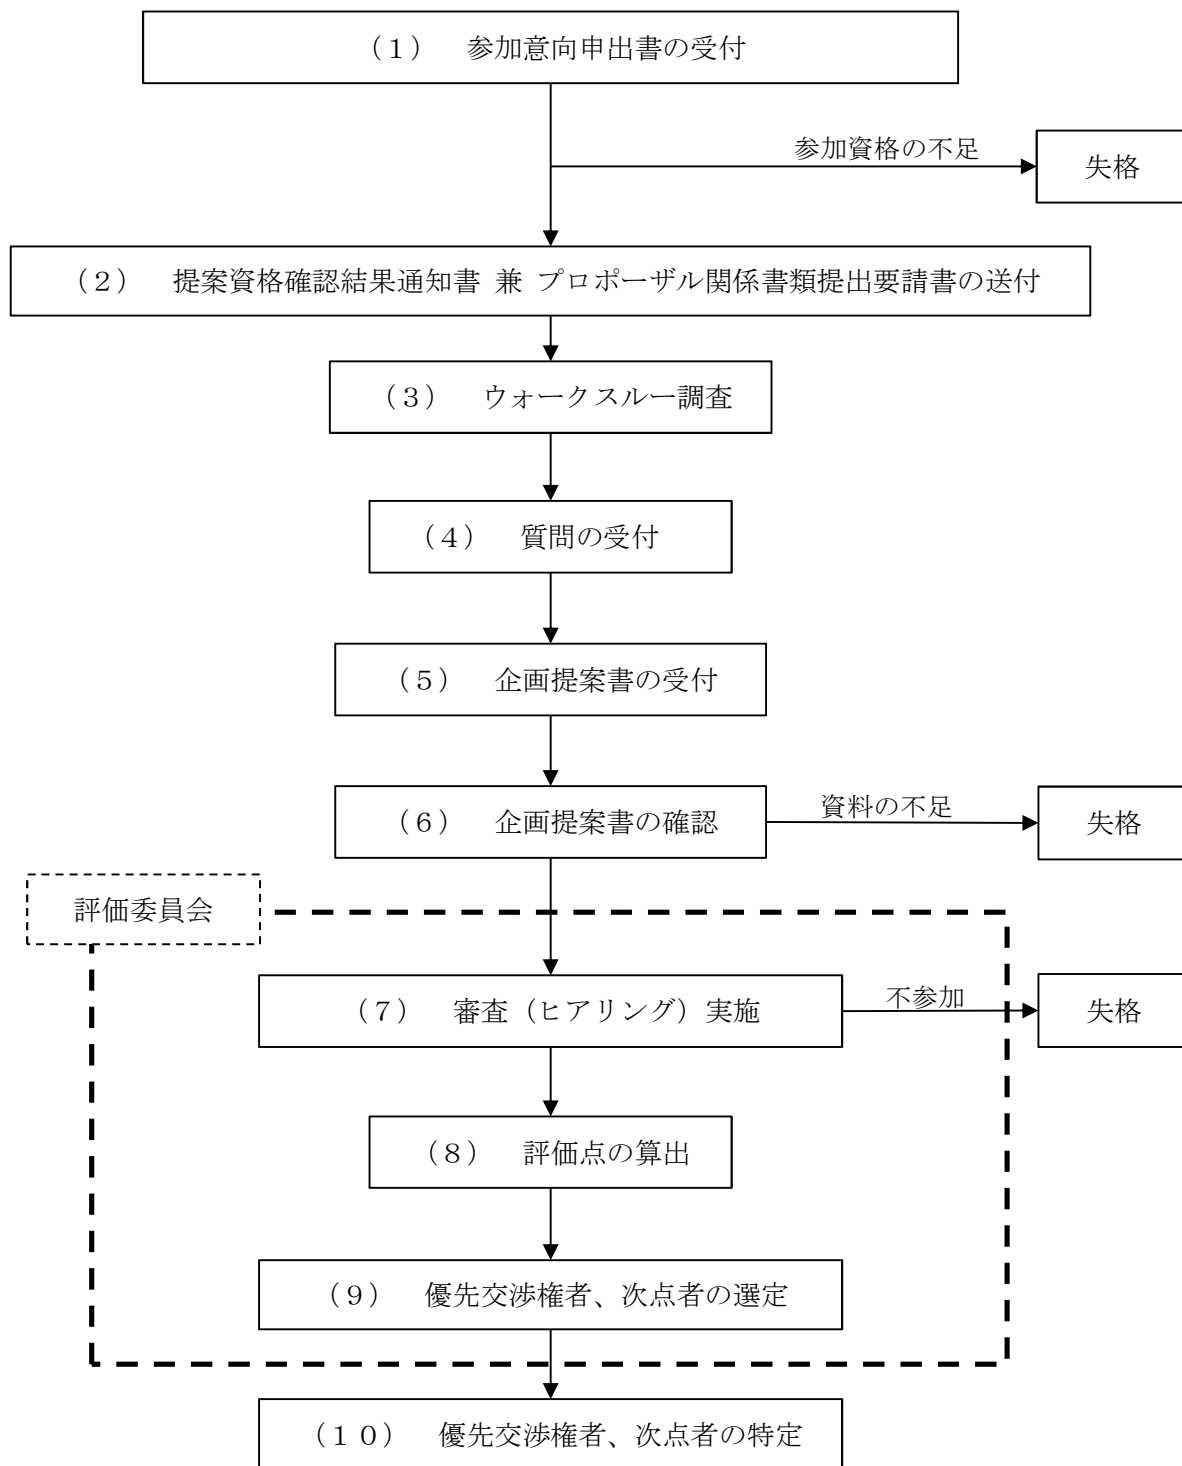 （１）　参加意向申出書の受付
参加資格の不足
失格
（２）　提案資格確認結果通知書 兼 プロポーザル関係書類提出要請書の送付
（３）　ウォークスルー調査
（４）　質問の受付
（５）　企画提案書の受付
（６）　企画提案書の確認
資料の不足
失格
評価委員会
（７）　審査（ヒアリング）実施
不参加
失格
（８）　評価点の算出
（９）　優先交渉権者、次点者の選定
（１０）　優先交渉権者、次点者の特定